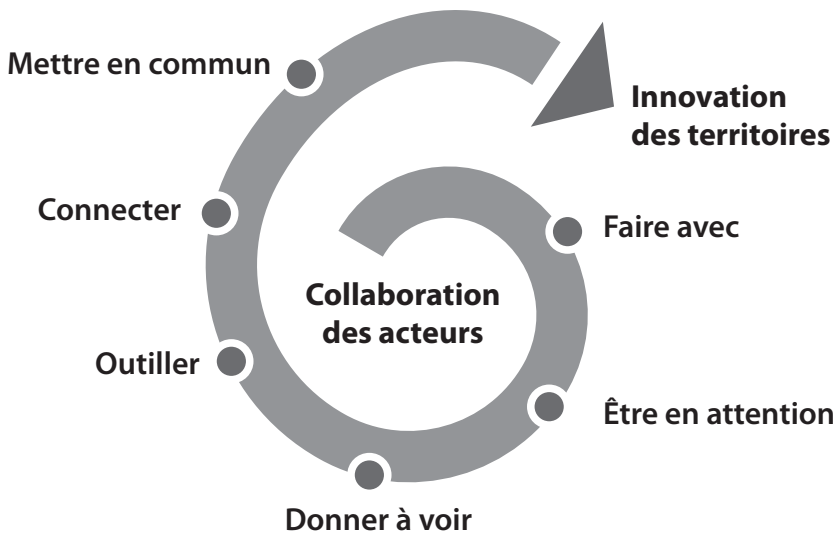 Mettre en commun
Innovation
des territoires
Connecter
Faire avec
Collaboration
des acteurs
Outiller
Être en attention
Donner à voir